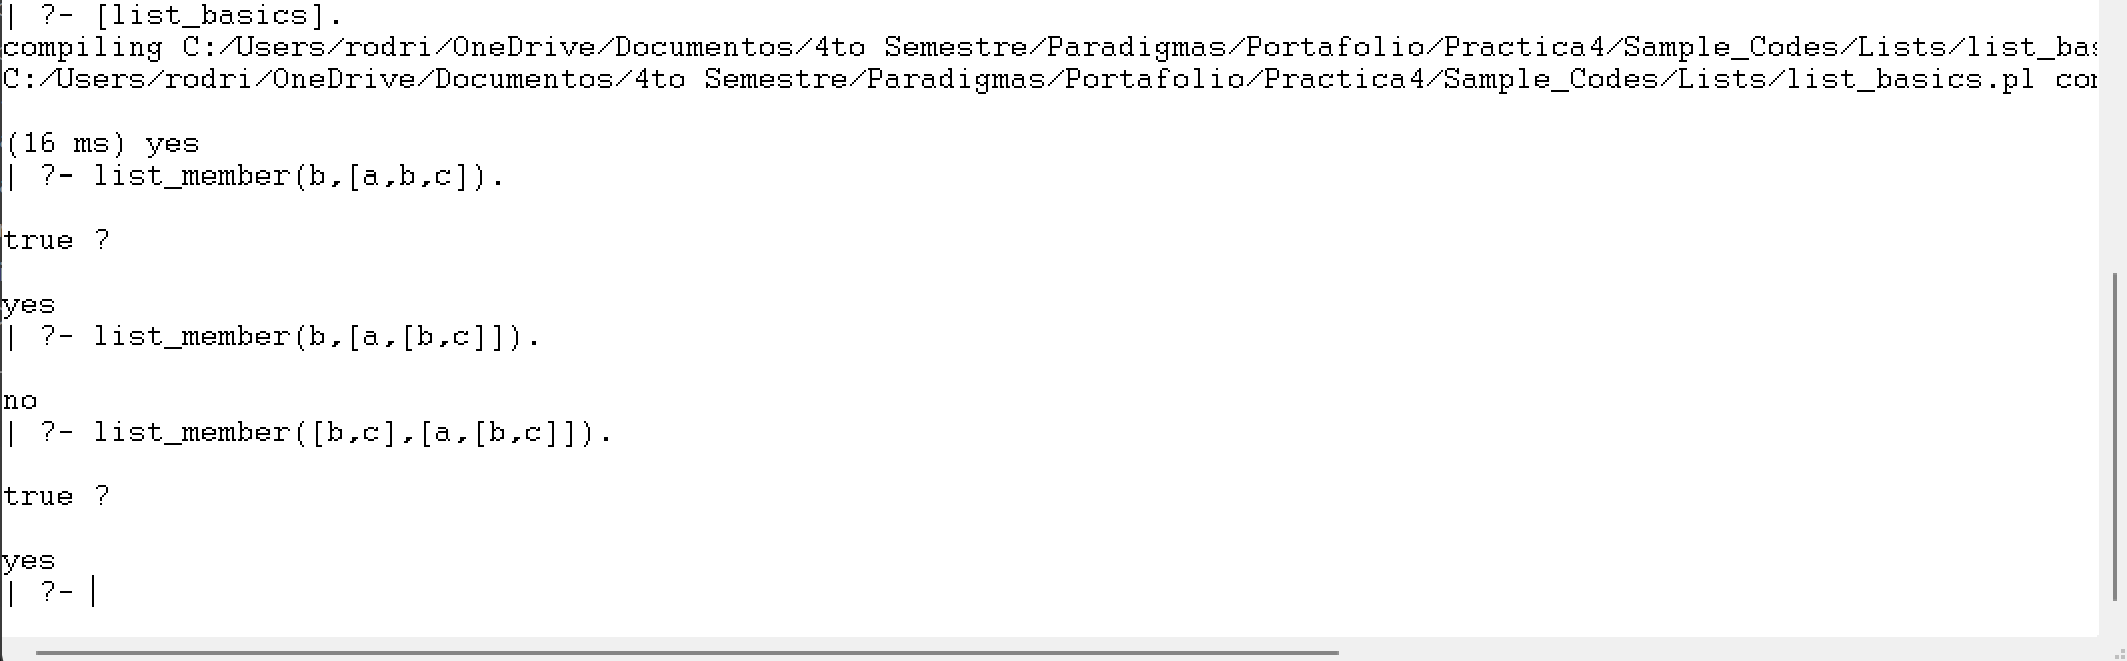 | ?- [list_basics].
compiling C:/Users/rodri/OneDrive/Documentos/4to Semestre/Paradigmas/Portafolio/Practica4/Sample_Codes/Lists/list_bas
C:/Users/rodri/OneDrive/Documentos/4to Semestre/Paradigmas/Portafolio/Practica4/Sample_Codes/Lists/list_basics.pl con
(16 ms) yes
| ?- list_member(b,[a,b,c]).
true ?
yes
| ?- list_member(b,[a,[b,c]]).
no
| ?- list_member([b,c],[a,[b,c]]).
true ?
yes
| ?-